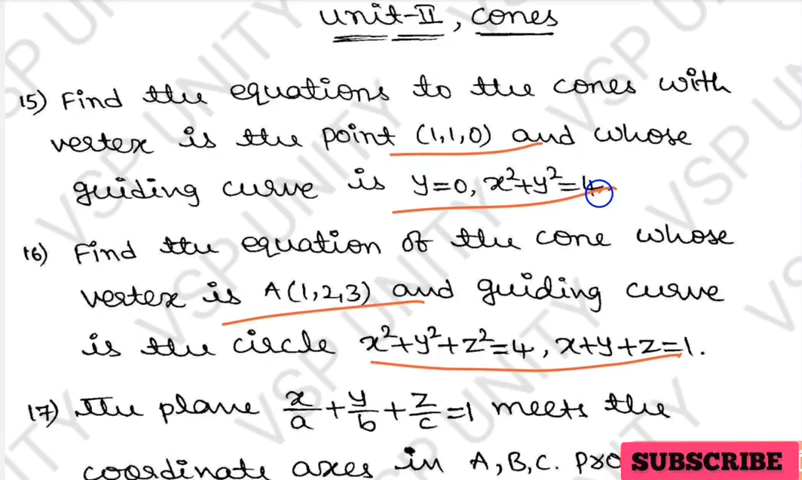 unit-II, cones
15) Find the equations to the cones with
vertex is the point (1,1,0) and whose
guiding curve is y=0, x²+y²=4
16) Find the equation of the cone whose
vertex is A(1,2,3) and guiding curve
is the circle x²+y²+z²=4, x+y+z=1.
17) The plane x/a+y/b+z/c=1 meets the
coordinate axes in A,B,C. pro
SUBSCRIBE
VSP UNITY